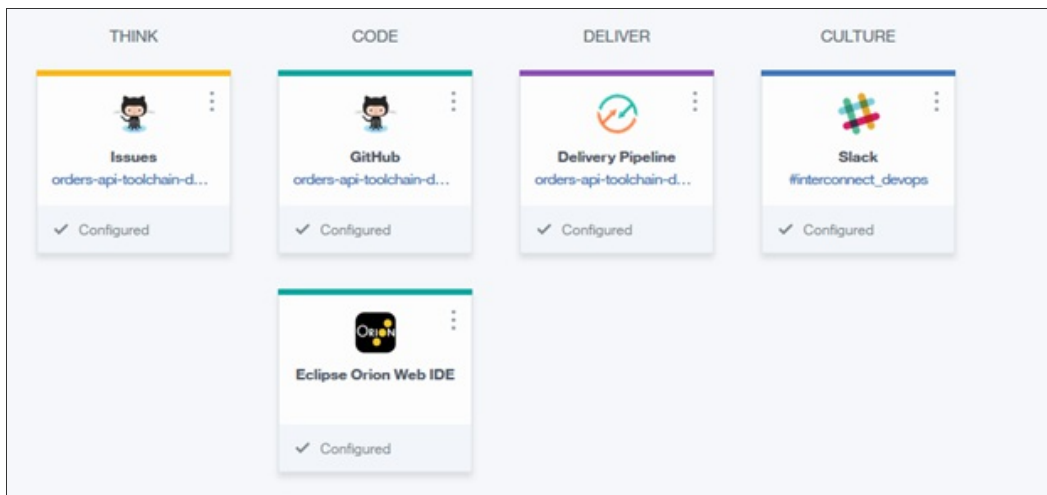 THINK
CODE
DELIVER
CULTURE
Issues
orders-api-toolchain-d...
Configured
GitHub
orders-api-toolchain-d...
Configured
Delivery Pipeline
orders-api-toolchain-d...
Configured
Slack
#interconnect_devops
Configured
ORION
Eclipse Orion Web IDE
Configured